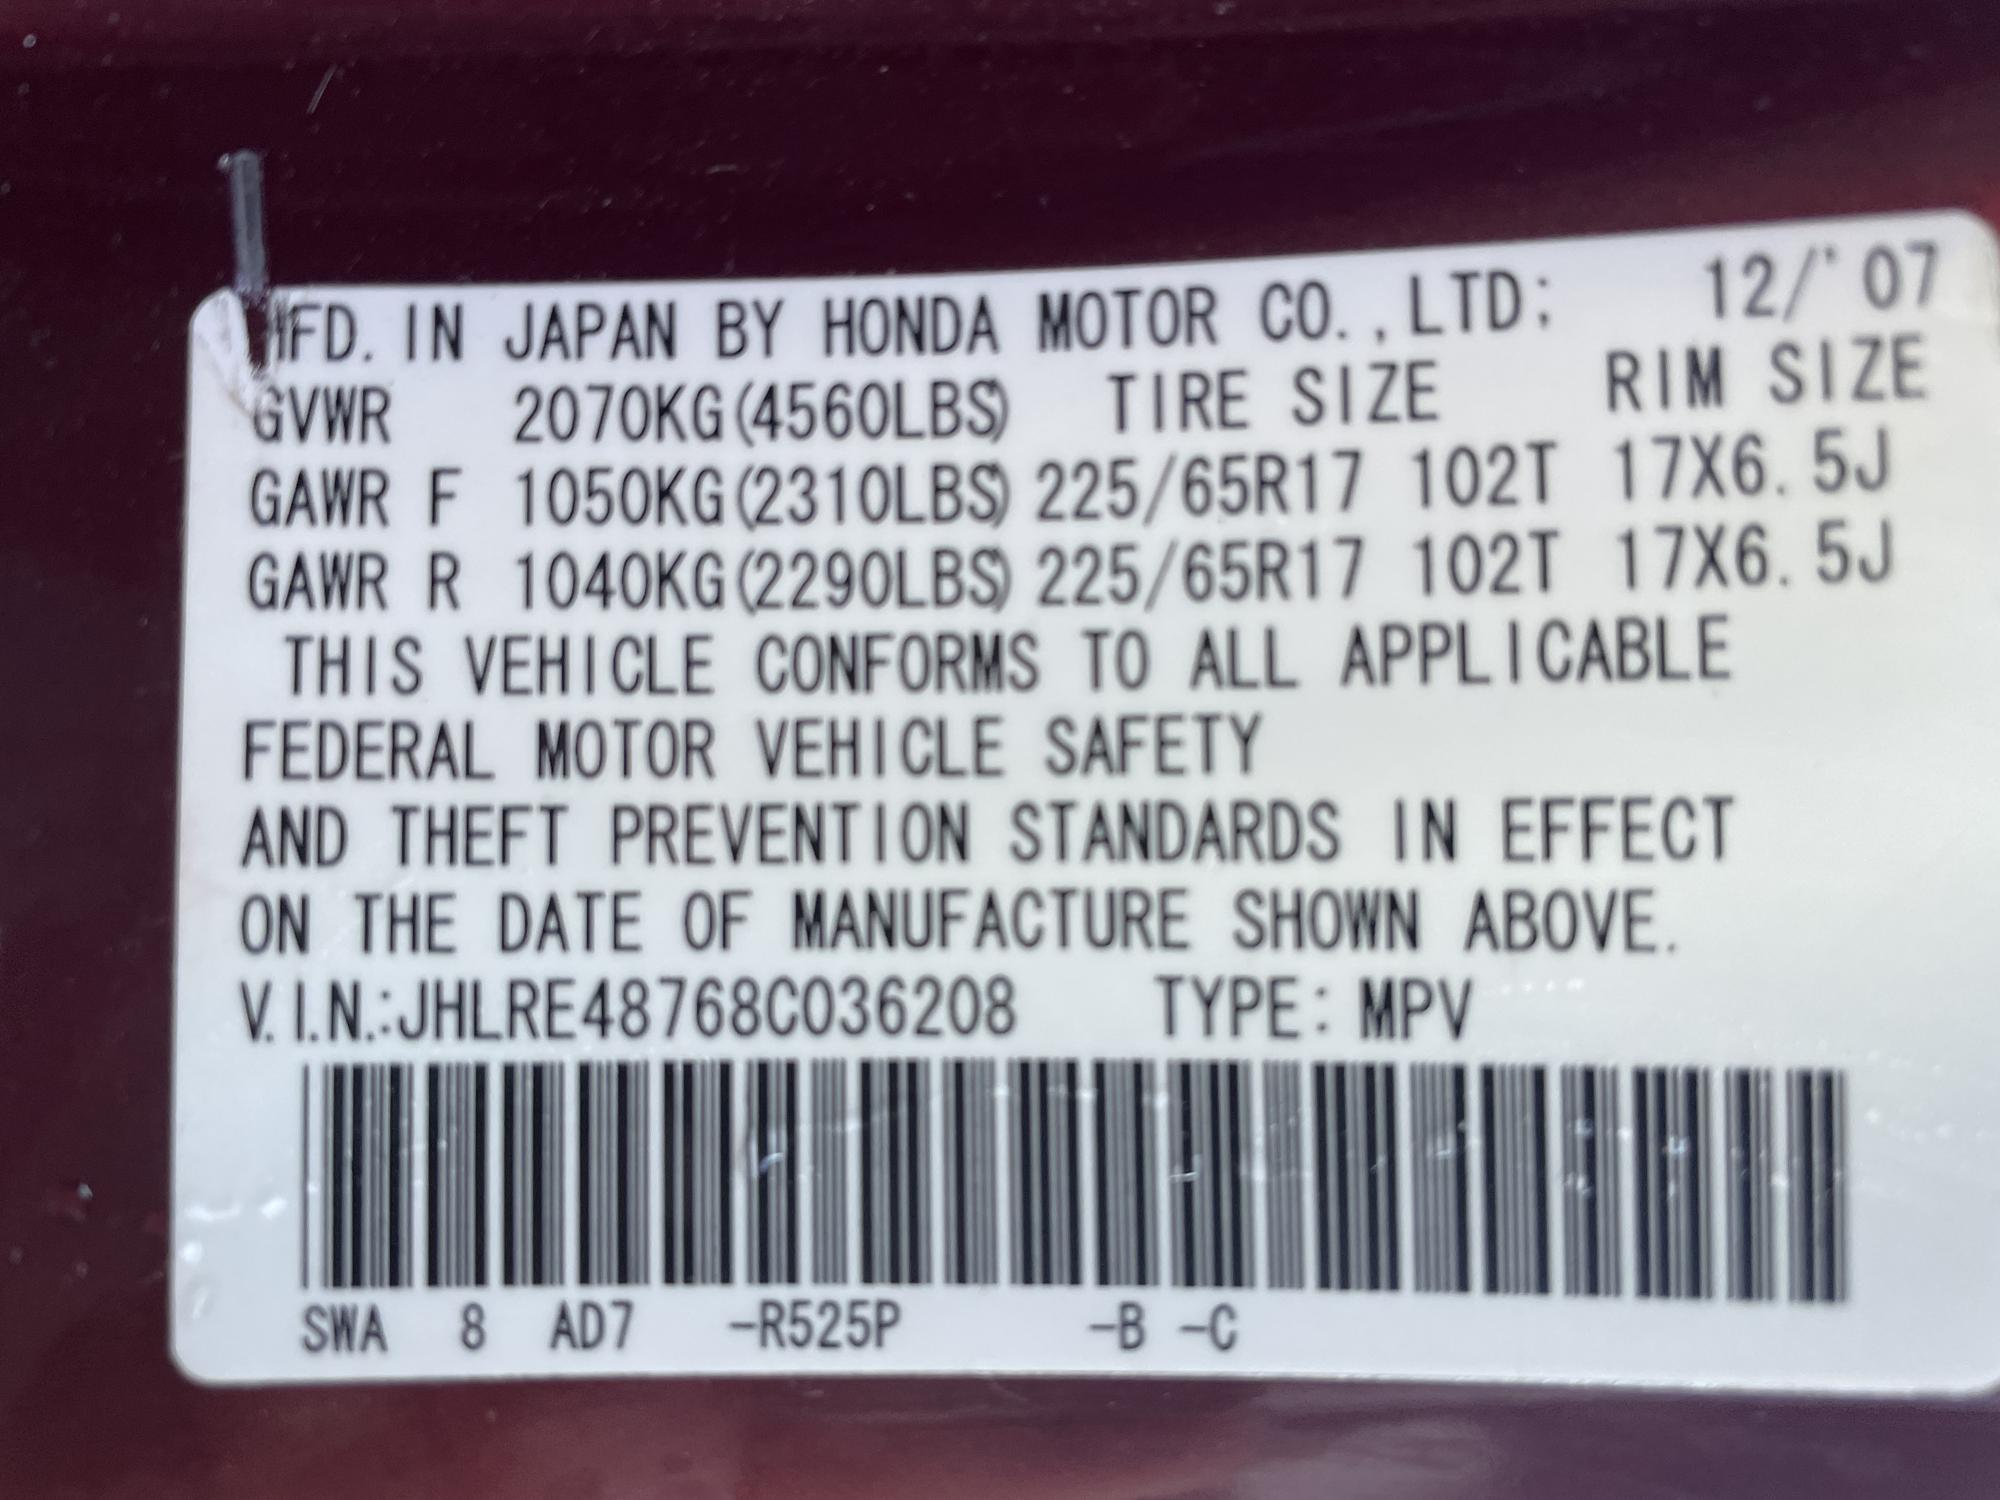 MFD. IN JAPAN BY HONDA MOTOR CO.,LTD; 12/'07
GVWR 2070KG(4560LBS) TIRE SIZE RIM SIZE
GAWR F 1050KG(2310LBS) 225/65R17 102T 17X6.5J
GAWR R 1040KG(2290LBS) 225/65R17 102T 17X6.5J
THIS VEHICLE CONFORMS TO ALL APPLICABLE
FEDERAL MOTOR VEHICLE SAFETY
AND THEFT PREVENTION STANDARDS IN EFFECT
ON THE DATE OF MANUFACTURE SHOWN ABOVE.
V.I.N.:JHLRE48768C036208 TYPE: MPV
SWA 8 AD7 -R525P -B -C